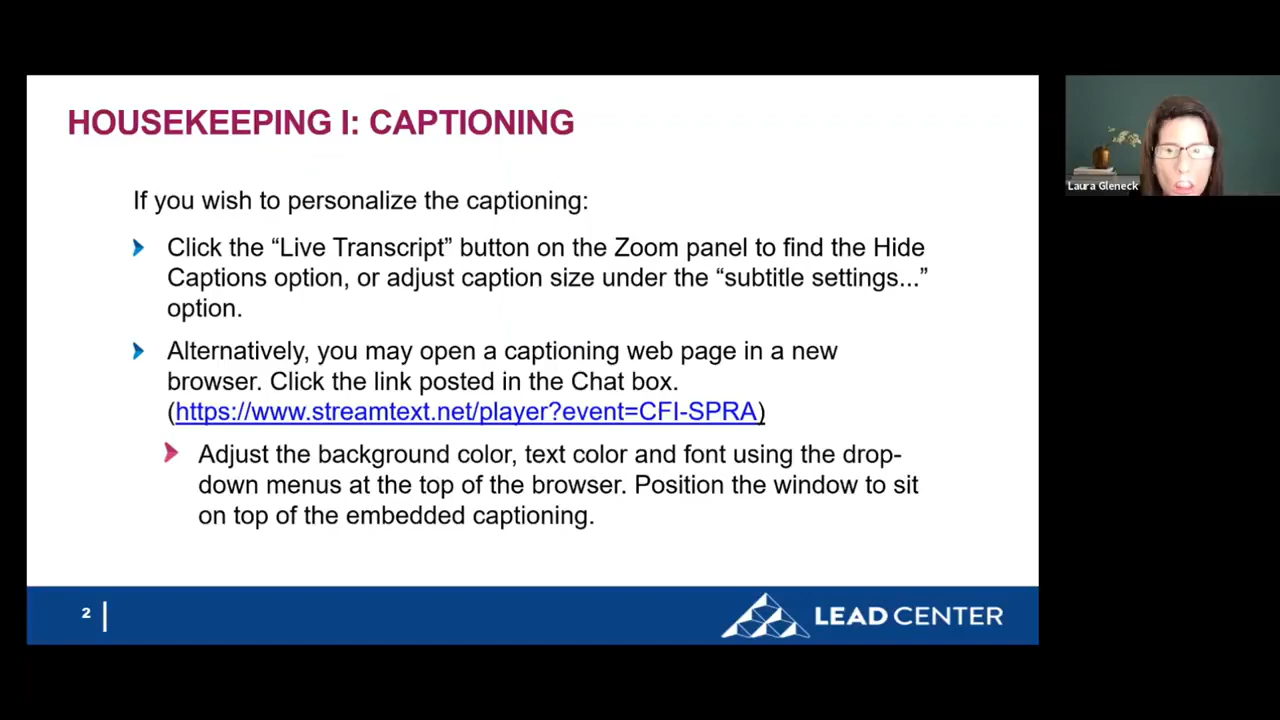 HOUSEKEEPING I: CAPTIONING
If you wish to personalize the captioning:
Click the “Live Transcript” button on the Zoom panel to find the Hide
Captions option, or adjust caption size under the “subtitle settings...”
option.
Alternatively, you may open a captioning web page in a new
browser. Click the link posted in the Chat box.
(https://www.streamtext.net/player?event=CFI-SPRA)
Adjust the background color, text color and font using the drop-
down menus at the top of the browser. Position the window to sit
on top of the embedded captioning.
2
LEAD CENTER
Laura Gleneck